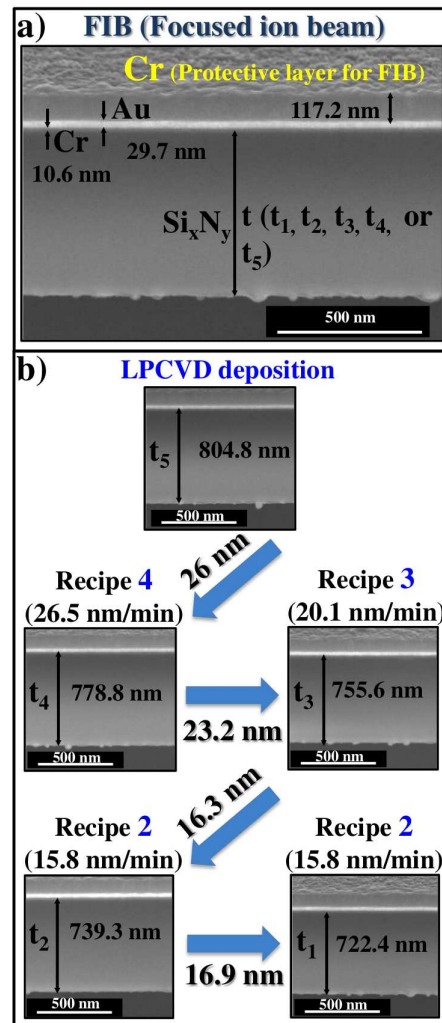 a) FIB (Focused ion beam)
Cr (Protective layer for FIB)
Au
117.2 nm
Cr
29.7 nm
10.6 nm
SixNy
t (t1, t2, t3, t4, or
t5)
500 nm
b) LPCVD deposition
t5
804.8 nm
500 nm
26 nm
Recipe 4
(26.5 nm/min)
Recipe 3
(20.1 nm/min)
t4
778.8 nm
500 nm
23.2 nm
t3
755.6 nm
500 nm
16.3 nm
Recipe 2
(15.8 nm/min)
Recipe 2
(15.8 nm/min)
t2
739.3 nm
500 nm
16.9 nm
t1
722.4 nm
500 nm